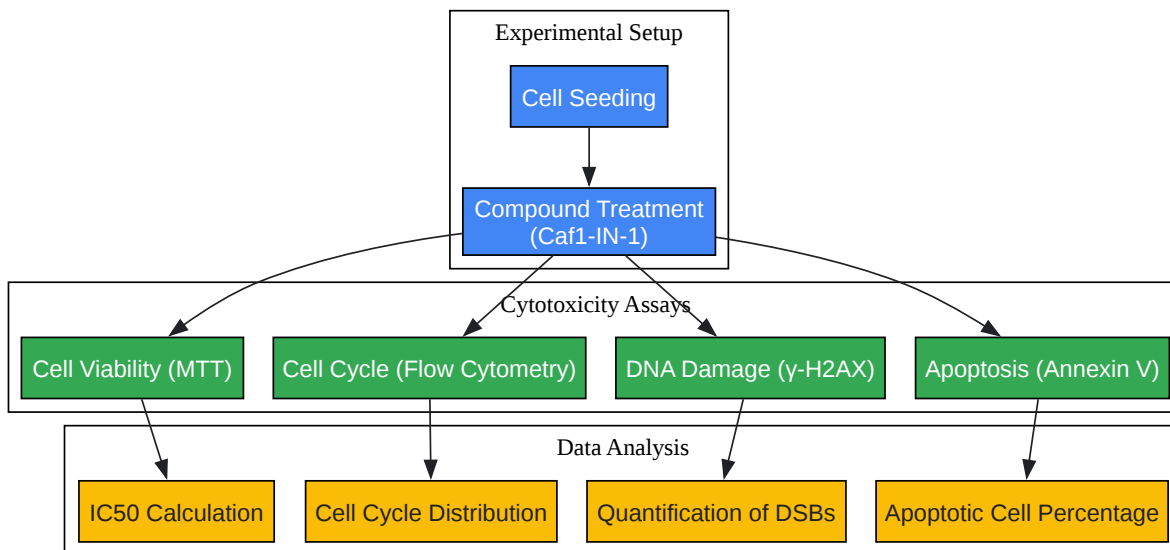 Experimental Setup
Cell Seeding
Compound Treatment
(Caf1-IN-1)
Cytotoxicity Assays
Cell Viability (MTT)
Cell Cycle (Flow Cytometry)
DNA Damage (γ-H2AX)
Apoptosis (Annexin V)
Data Analysis
IC50 Calculation
Cell Cycle Distribution
Quantification of DSBs
Apoptotic Cell Percentage